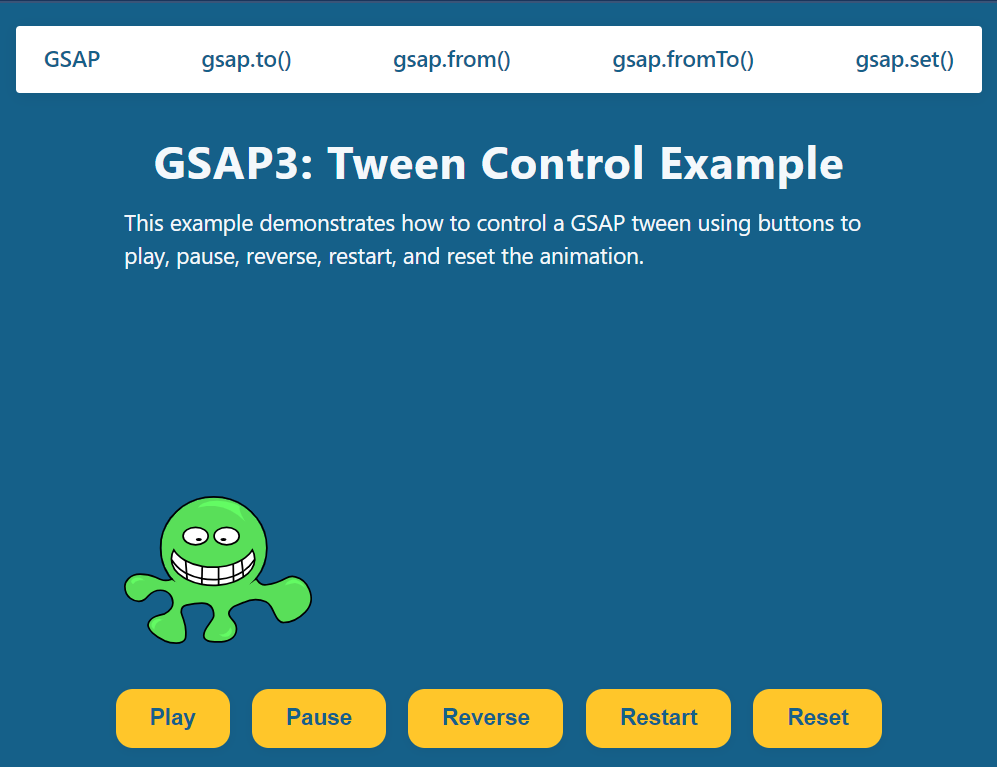 GSAP gsap.to() gsap.from() gsap.fromTo() gsap.set()
GSAP3: Tween Control Example
This example demonstrates how to control a GSAP tween using buttons to
play, pause, reverse, restart, and reset the animation.
Play Pause Reverse Restart Reset